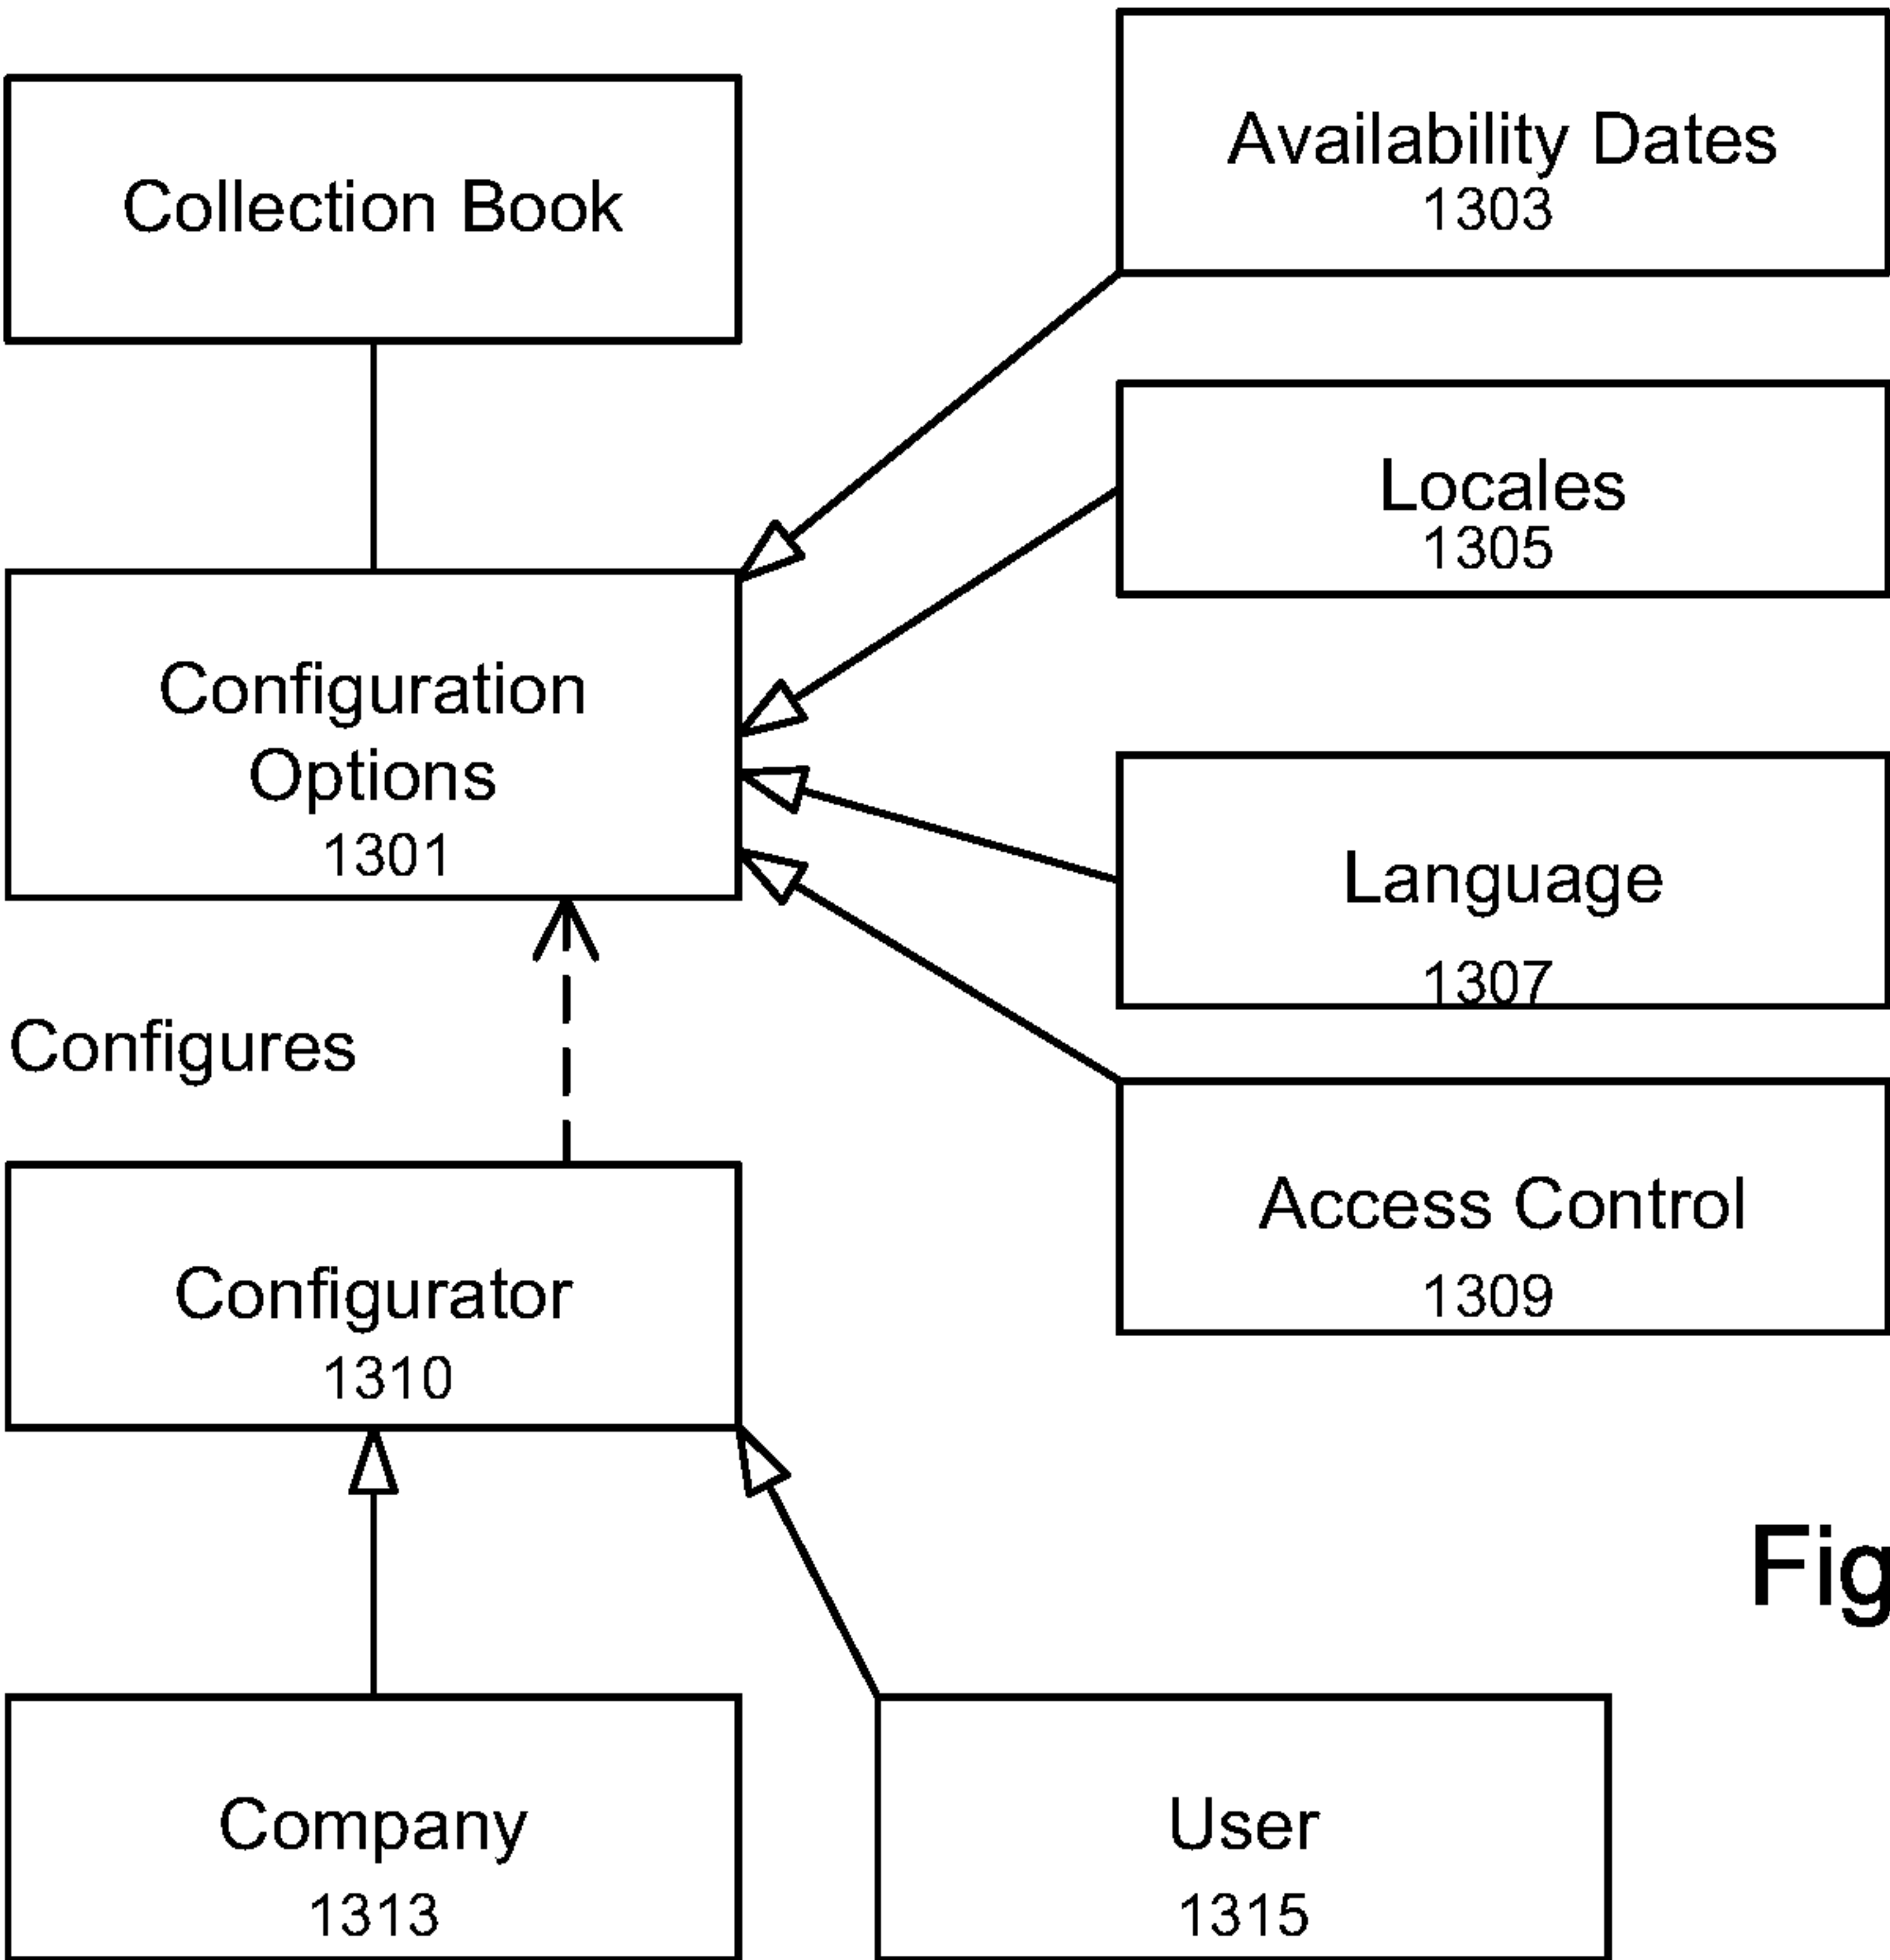 Collection Book
Availability Dates
1303
Locales
1305
Configuration
Options
1301
Language
1307
Configures
Access Control
1309
Configurator
1310
Fig
Company
1313
User
1315